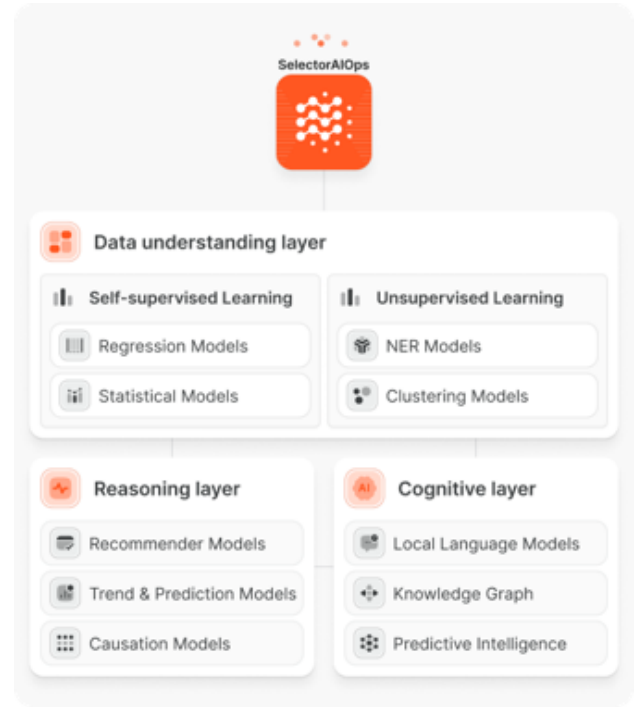 SelectorAIOps
Data understanding layer
Self-supervised Learning
Regression Models
Statistical Models
Unsupervised Learning
NER Models
Clustering Models
Reasoning layer
Recommender Models
Trend & Prediction Models
Causation Models
AI
Cognitive layer
Local Language Models
Knowledge Graph
Predictive Intelligence